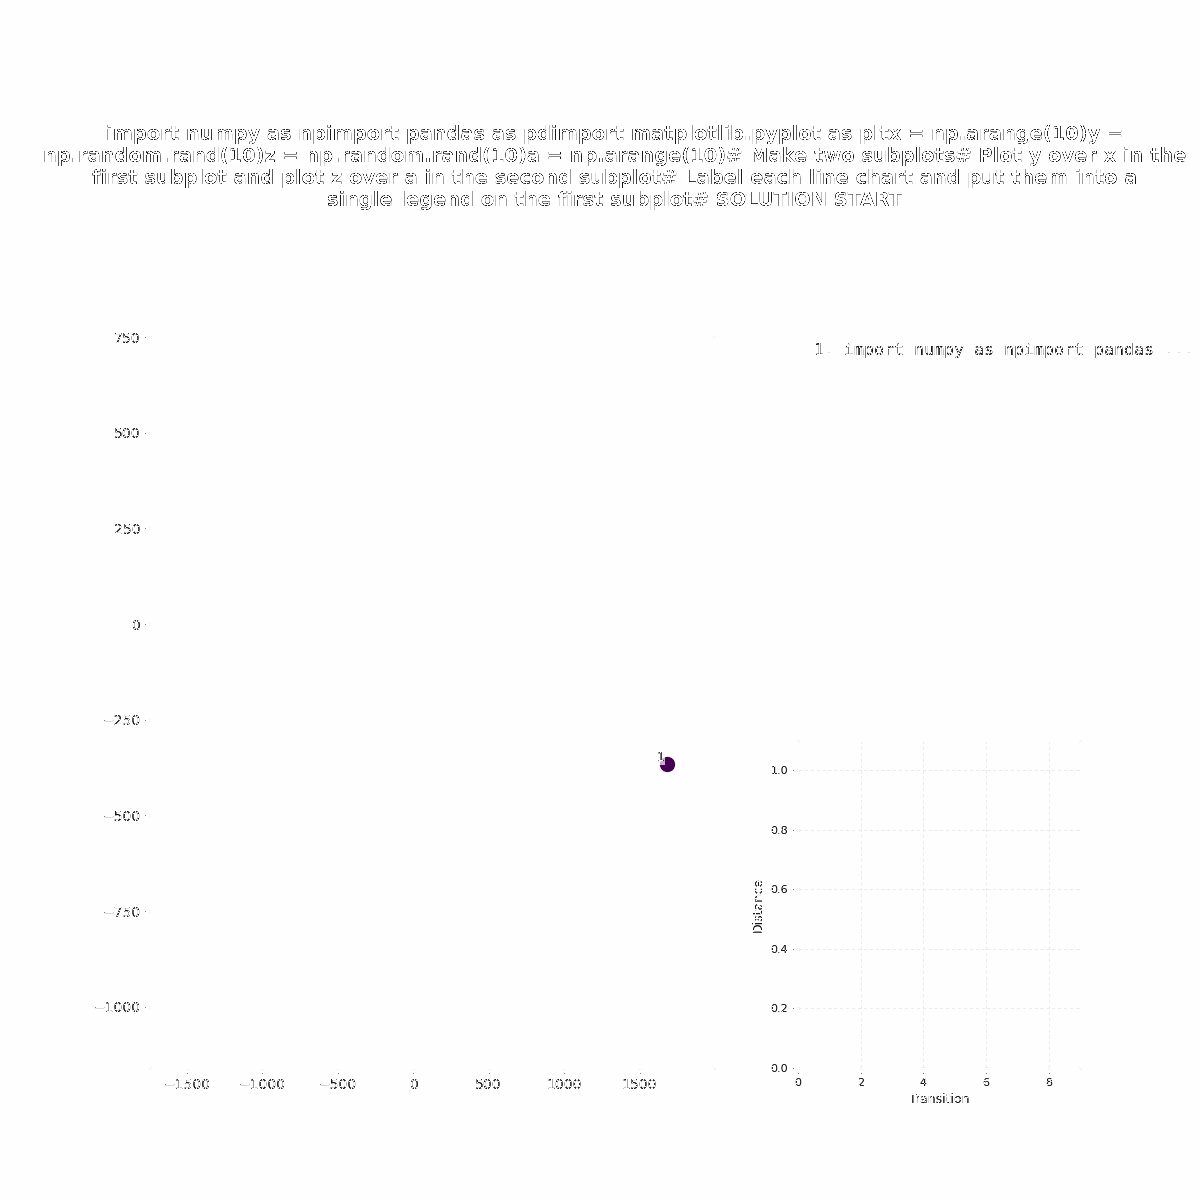 import numpy as npimport pandas as pdimport matplotlib.pyplot as pltx = np.arange(10)y =
np.random.rand(10)z = np.random.rand(10)a = np.arange(10)# Make two subplots# Plot y over x in the
first subplot and plot z over a in the second subplot# Label each line chart and put them into a
single legend on the first subplot# SOLUTION START
750
1. import numpy as npimport pandas ...
500
250
0
−250
1
−500
−750
−1000
−1500 −1000 −500 0 500 1000 1500
1.0
0.8
0.6
0.4
0.2
0.0
Distance
0 2 4 6 8
Transition